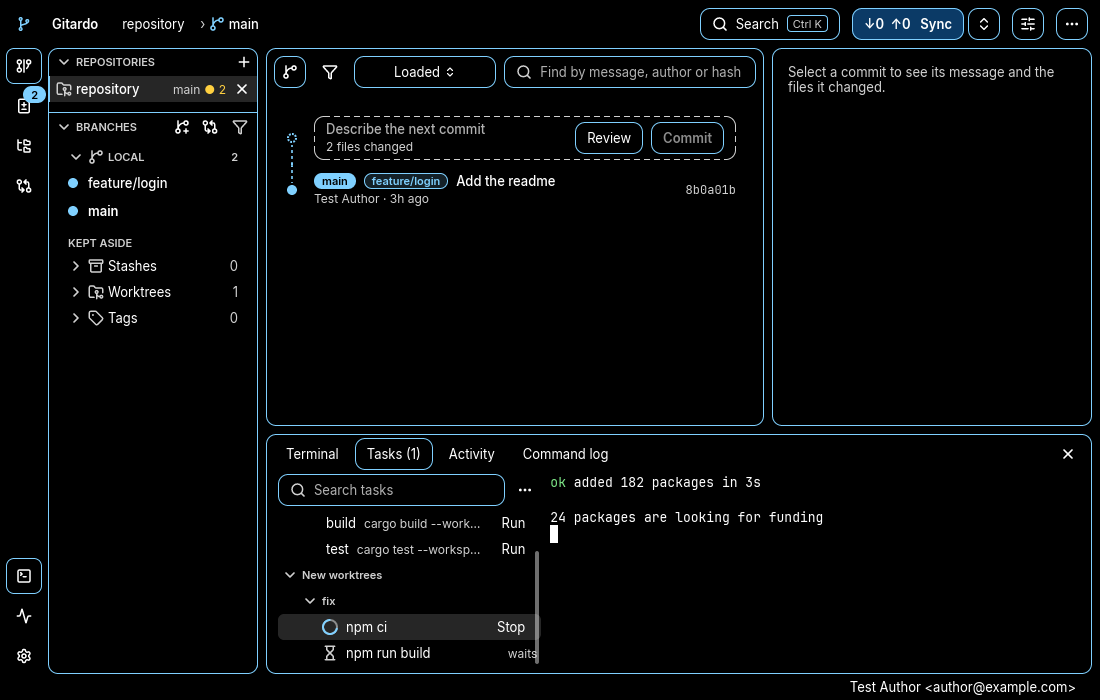 Gitardo repository › main
Search Ctrl K
↓0 ↑0 Sync
REPOSITORIES
repository main 2
2
BRANCHES
LOCAL 2
feature/login
main
KEPT ASIDE
Stashes 0
Worktrees 1
Tags 0
Loaded
Find by message, author or hash
Describe the next commit
2 files changed
Review Commit
main feature/login Add the readme
Test Author · 3h ago
8b0a01b
Select a commit to see its message and the
files it changed.
Terminal Tasks (1) Activity Command log
Search tasks
build cargo build --work... Run
test cargo test --worksp... Run
New worktrees
fix
npm ci Stop
npm run build waits
ok added 182 packages in 3s
24 packages are looking for funding
Test Author <author@example.com>